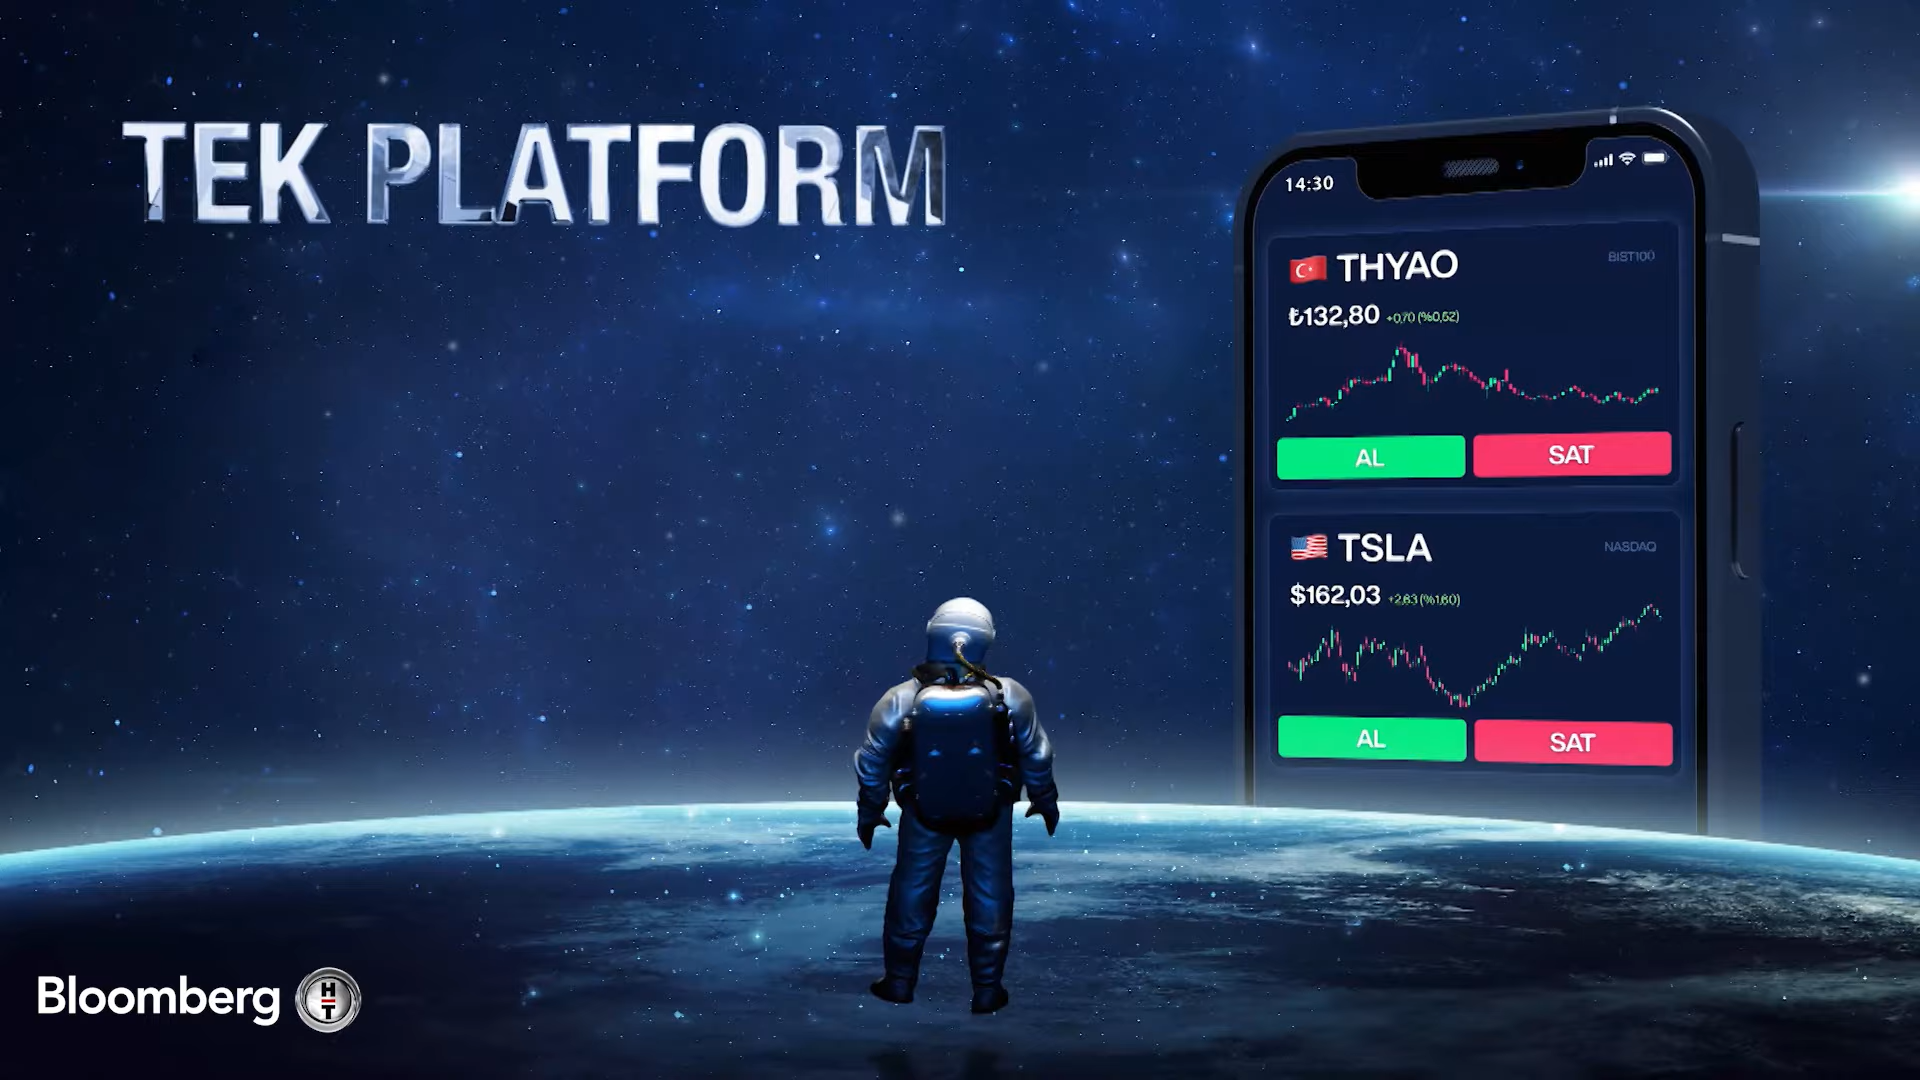 TEK PLATFORM
14:30
THYAO
BIST100
₺132,80 +0,70 (%0,52)
AL
SAT
TSLA
NASDAQ
$162,03 +2,63 (%1,60)
AL
SAT
Bloomberg HT